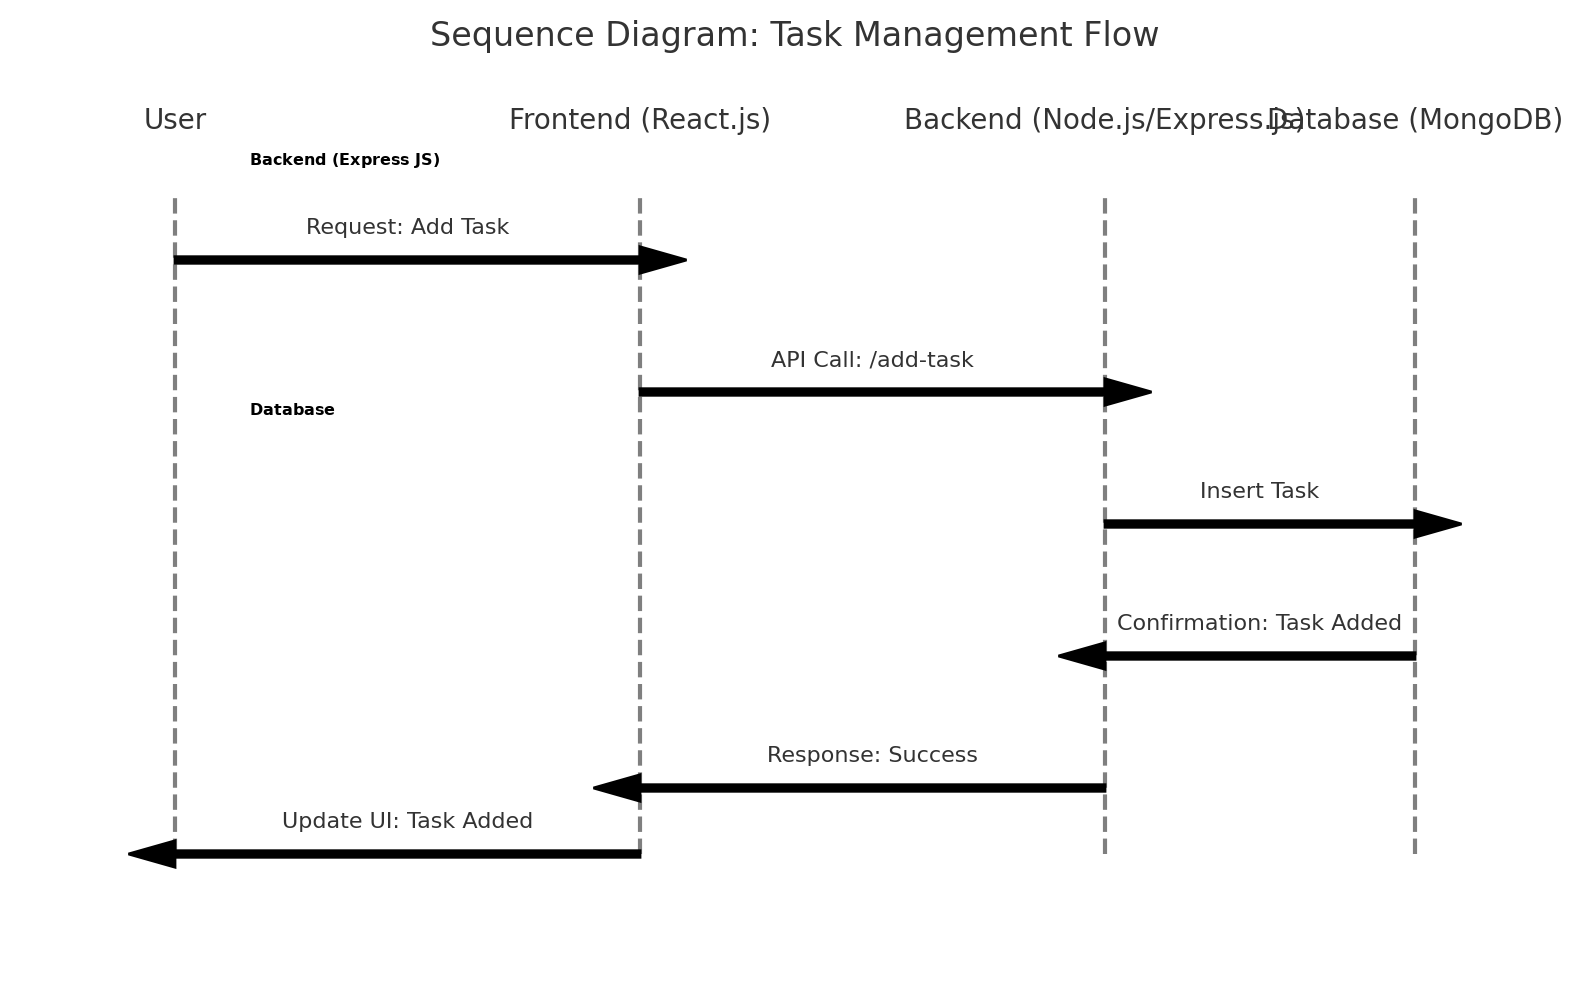 Sequence Diagram: Task Management Flow
User
Frontend (React.js)
Backend (Node.js/Express.js)
Database (MongoDB)
Backend (Express JS)
Request: Add Task
API Call: /add-task
Database
Insert Task
Confirmation: Task Added
Response: Success
Update UI: Task Added